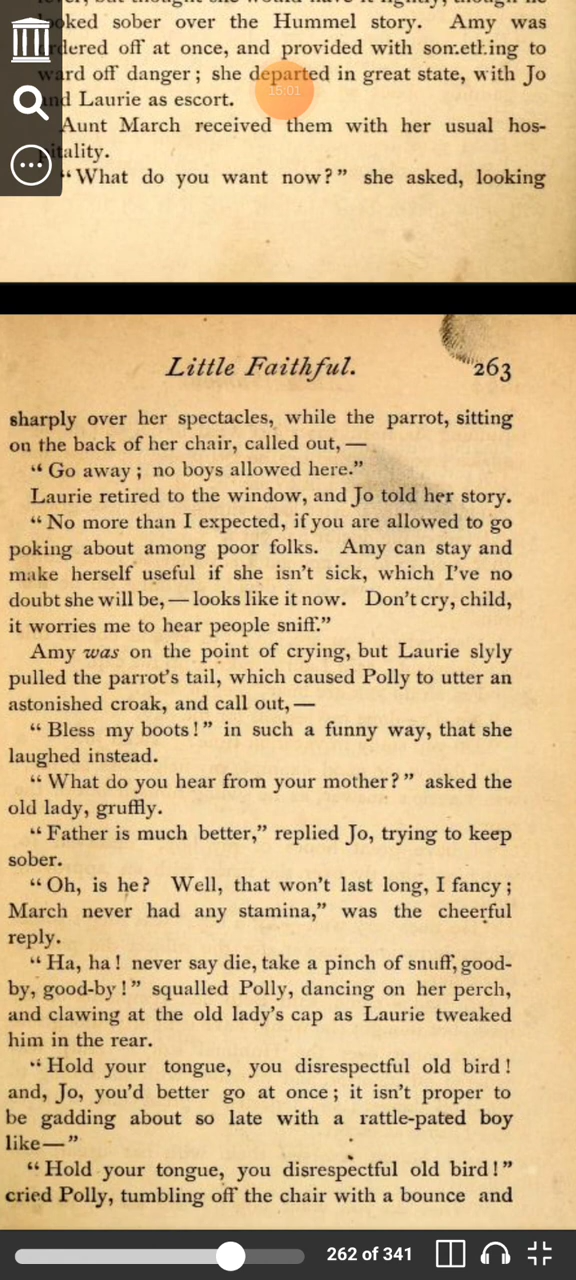 looked sober over the Hummel story. Amy was
ordered off at once, and provided with something to
ward off danger; she departed in great state, with Jo
and Laurie as escort.
15:01
Aunt March received them with her usual hos-
pitality.
"What do you want now?" she asked, looking
Little Faithful. 263
sharply over her spectacles, while the parrot, sitting
on the back of her chair, called out, —
"Go away; no boys allowed here."
Laurie retired to the window, and Jo told her story.
"No more than I expected, if you are allowed to go
poking about among poor folks. Amy can stay and
make herself useful if she isn't sick, which I've no
doubt she will be, — looks like it now. Don't cry, child,
it worries me to hear people sniff."
Amy was on the point of crying, but Laurie slyly
pulled the parrot's tail, which caused Polly to utter an
astonished croak, and call out, —
"Bless my boots!" in such a funny way, that she
laughed instead.
"What do you hear from your mother?" asked the
old lady, gruffly.
"Father is much better," replied Jo, trying to keep
sober.
"Oh, is he? Well, that won't last long, I fancy;
March never had any stamina," was the cheerful
reply.
"Ha, ha! never say die, take a pinch of snuff, good-
by, good-by!" squalled Polly, dancing on her perch,
and clawing at the old lady's cap as Laurie tweaked
him in the rear.
"Hold your tongue, you disrespectful old bird!
and, Jo, you'd better go at once; it isn't proper to
be gadding about so late with a rattle-pated boy
like—"
"Hold your tongue, you disrespectful old bird!"
cried Polly, tumbling off the chair with a bounce and
262 of 341